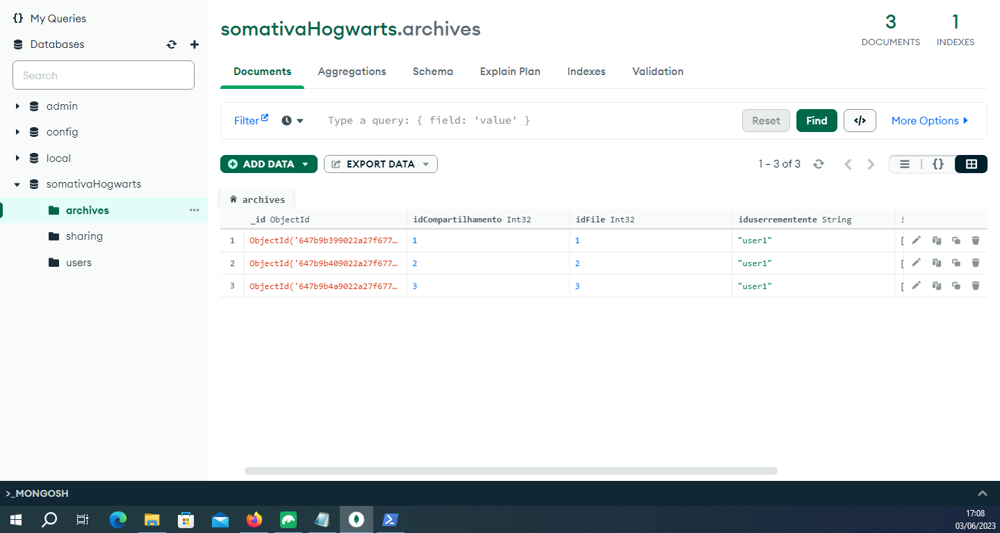 {} My Queries
Databases
Search
admin
config
local
somativaHogwarts
archives
sharing
users
somativaHogwarts.archives
3
DOCUMENTS
1
INDEXES
Documents Aggregations Schema Explain Plan Indexes Validation
Filter Type a query: { field: 'value' } Reset Find </> More Options
ADD DATA EXPORT DATA 1 – 3 of 3 {}
archives
_id ObjectId idCompartilhamento Int32 idFile Int32 iduserrementente String i
1 ObjectId('647b9b399022a27f677… 1 1 "user1" [
2 ObjectId('647b9b409022a27f677… 2 2 "user1" [
3 ObjectId('647b9b4a9022a27f677… 3 3 "user1" [
>_MONGOSH
17:08
03/06/2023